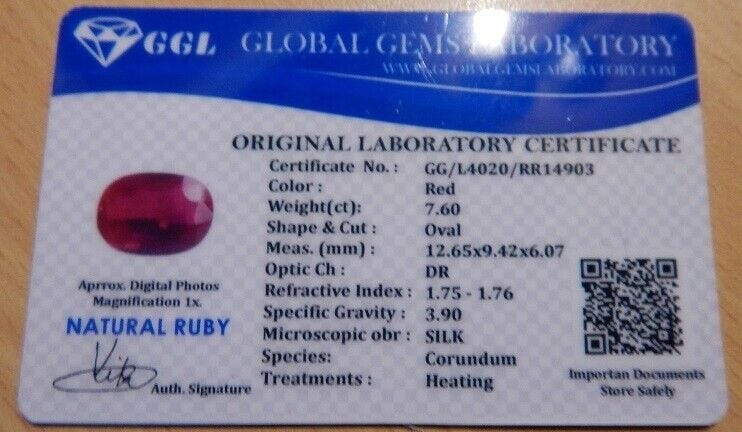 GGL GLOBAL GEMS LABORATORY
WWW.GLOBALGEMSLABORATORY.COM
ORIGINAL LABORATORY CERTIFICATE
Certificate No. : GG/L4020/RR14903
Color : Red
Weight(ct): 7.60
Shape & Cut : Oval
Meas. (mm) : 12.65x9.42x6.07
Optic Ch : DR
Refractive Index : 1.75 - 1.76
Specific Gravity : 3.90
Microscopic obr : SILK
Species: Corundum
Treatments : Heating
Aprrox. Digital Photos
Magnification 1x.
NATURAL RUBY
Auth. Signature
Importan Documents
Store Safely